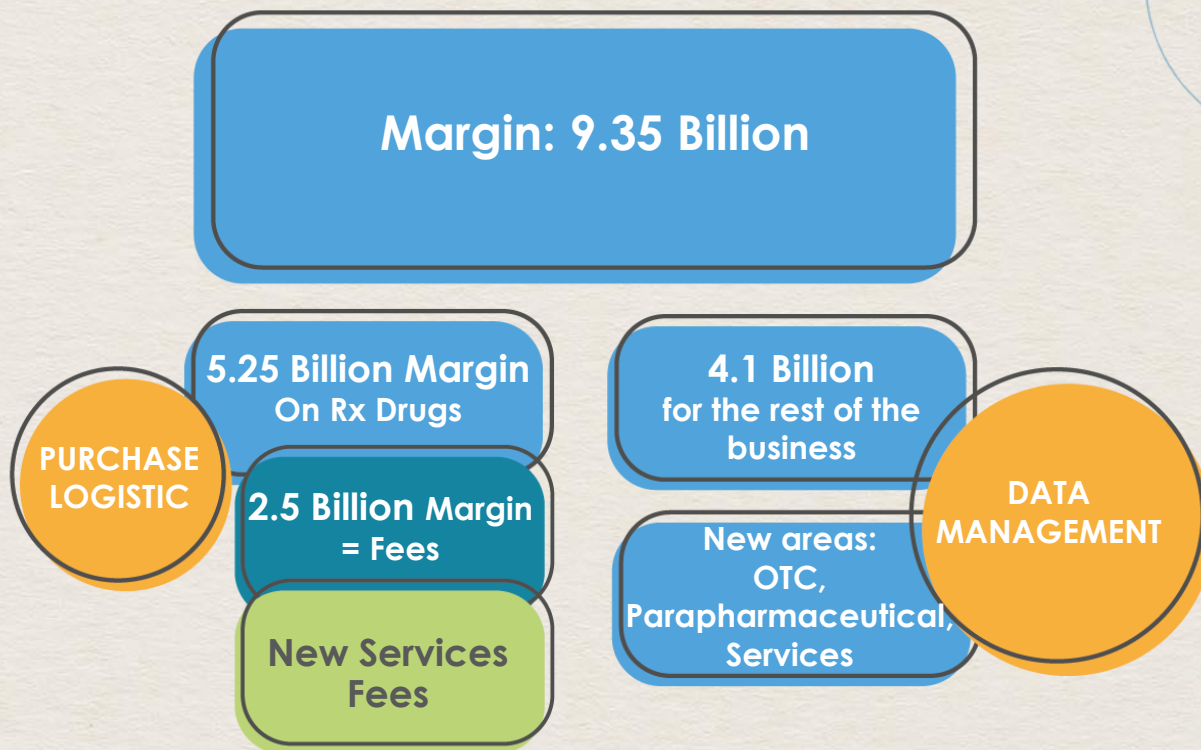 Margin: 9.35 Billion
5.25 Billion Margin
On Rx Drugs
4.1 Billion
for the rest of the
business
PURCHASE
LOGISTIC
2.5 Billion Margin
= Fees
DATA
MANAGEMENT
New areas:
OTC,
Parapharmaceutical,
Services
New Services
Fees